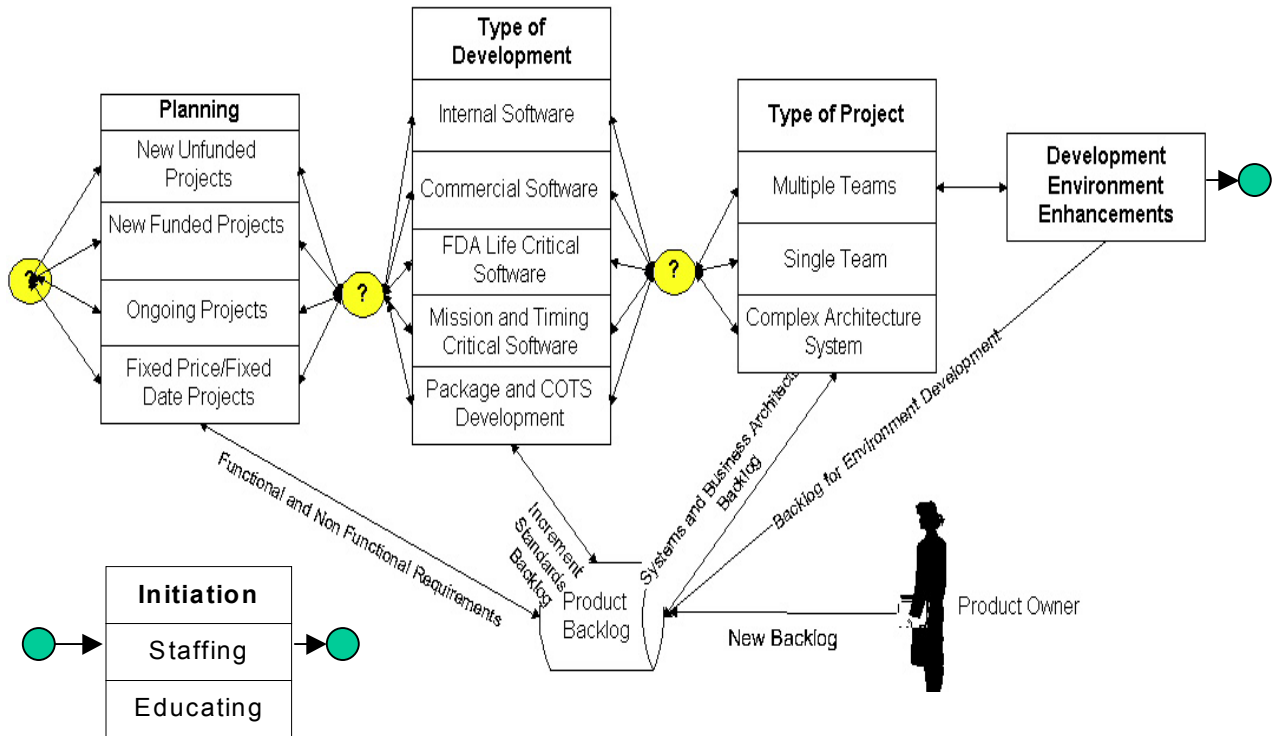 Planning
New Unfunded
Projects
New Funded Projects
Ongoing Projects
Fixed Price/Fixed
Date Projects
?
?
Type of
Development
Internal Software
Commercial Software
FDA Life Critical
Software
Mission and Timing
Critical Software
Package and COTS
Development
?
Type of Project
Multiple Teams
Single Team
Complex Architecture
System
Development
Environment
Enhancements
Functional and Non Functional Requirements
Increment
Standards
Backlog
Systems and Business Architectu
Backlog
Backlog for Environment Development
Product
Backlog
New Backlog
Product Owner
Initiation
Staffing
Educating